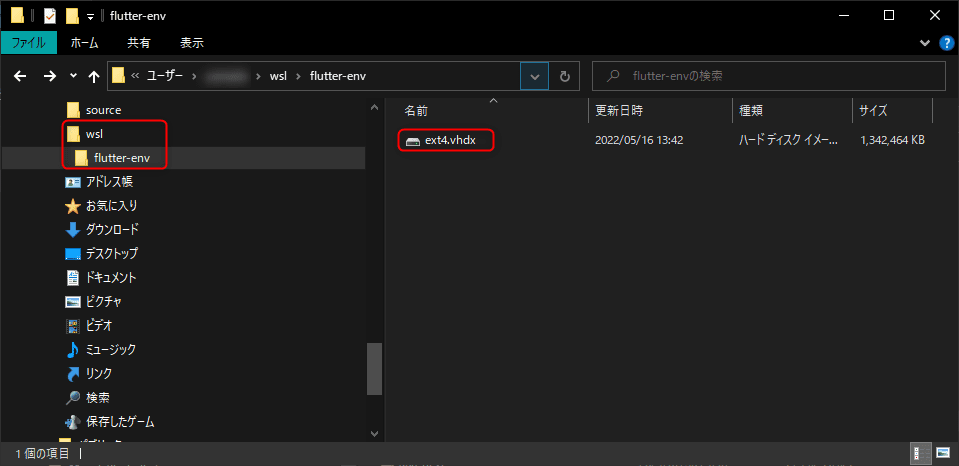 flutter-env
ファイル ホーム 共有 表示
« ユーザー wsl flutter-env flutter-envの検索
名前 更新日時 種類 サイズ
ext4.vhdx 2022/05/16 13:42 ハード ディスク イメー... 1,342,464 KB
source
wsl
flutter-env
アドレス帳
お気に入り
ダウンロード
デスクトップ
ドキュメント
ピクチャ
ビデオ
ミュージック
リンク
検索
保存したゲーム
1 個の項目